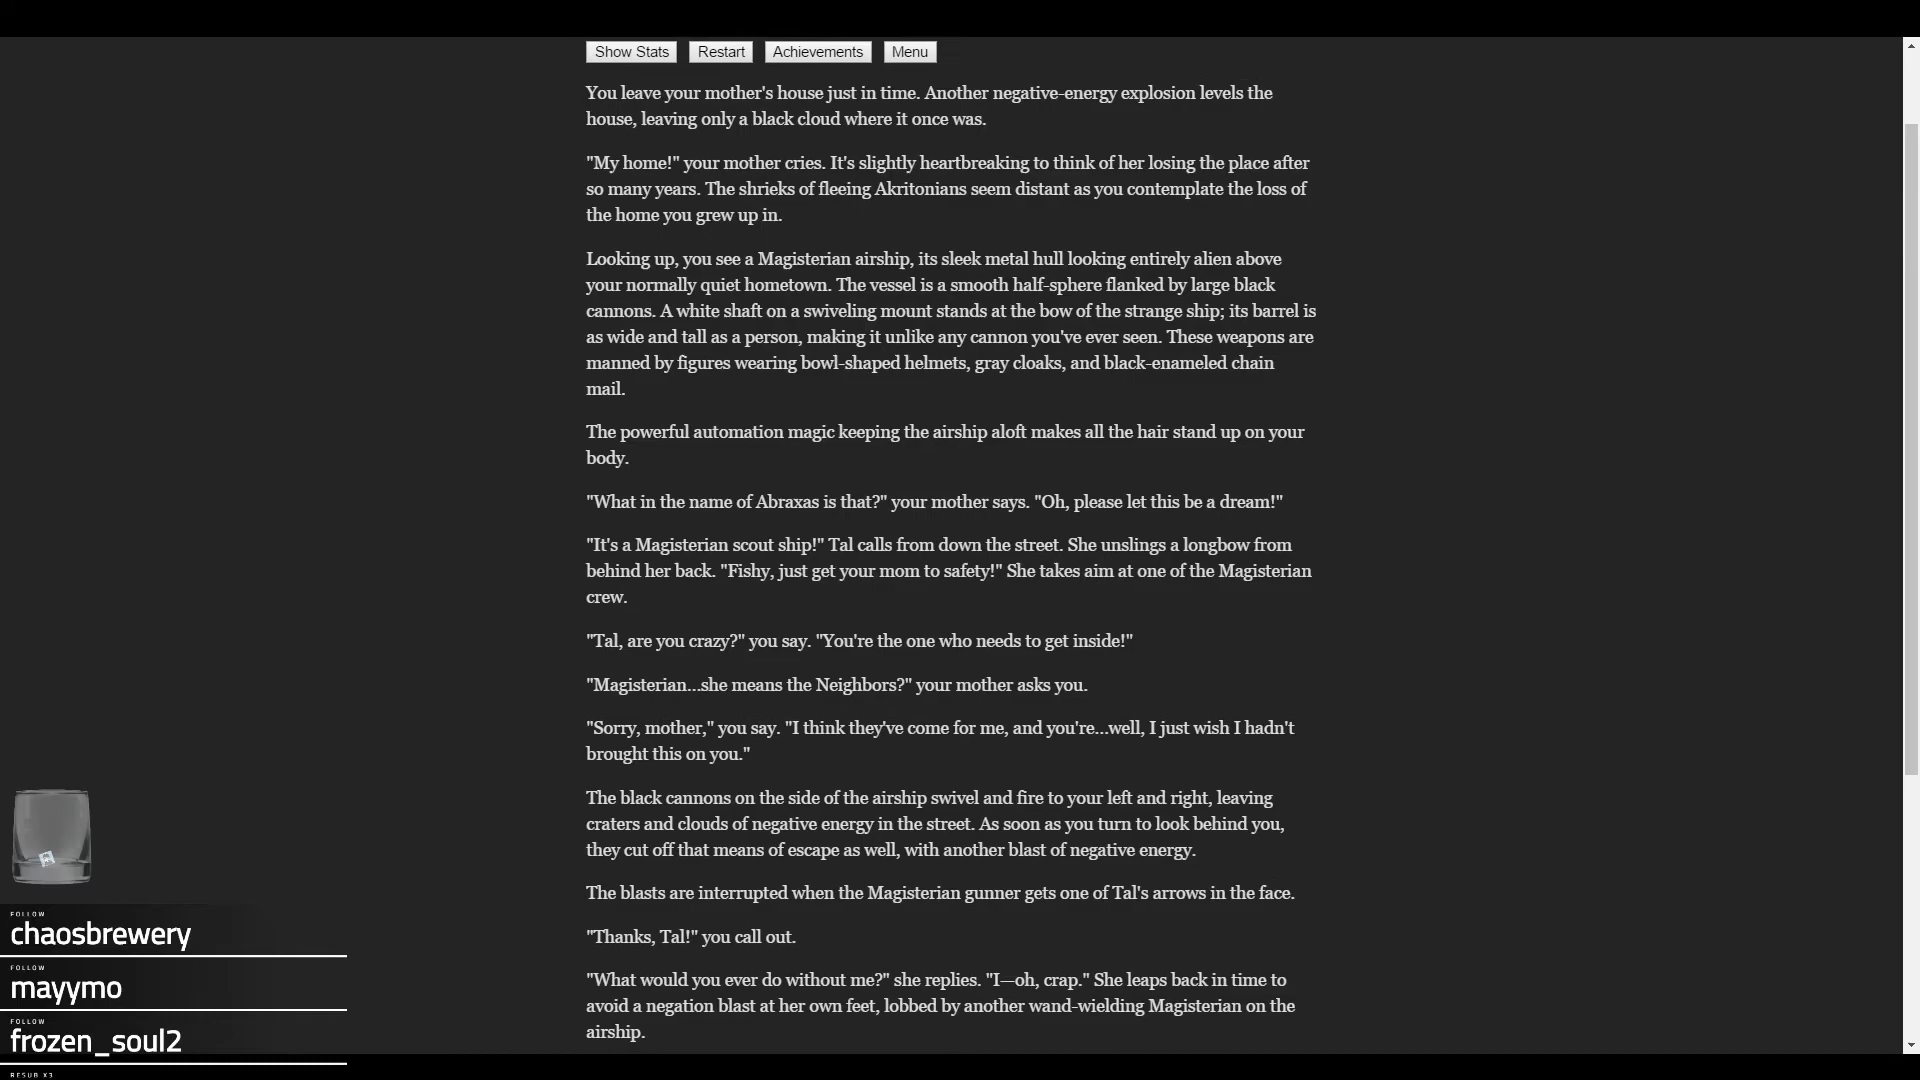 Show Stats Restart Achievements Menu
You leave your mother's house just in time. Another negative-energy explosion levels the
house, leaving only a black cloud where it once was.
"My home!" your mother cries. It's slightly heartbreaking to think of her losing the place after
so many years. The shrieks of fleeing Akritonians seem distant as you contemplate the loss of
the home you grew up in.
Looking up, you see a Magisterian airship, its sleek metal hull looking entirely alien above
your normally quiet hometown. The vessel is a smooth half-sphere flanked by large black
cannons. A white shaft on a swiveling mount stands at the bow of the strange ship; its barrel is
as wide and tall as a person, making it unlike any cannon you've ever seen. These weapons are
manned by figures wearing bowl-shaped helmets, gray cloaks, and black-enameled chain
mail.
The powerful automation magic keeping the airship aloft makes all the hair stand up on your
body.
"What in the name of Abraxas is that?" your mother says. "Oh, please let this be a dream!"
"It's a Magisterian scout ship!" Tal calls from down the street. She unslings a longbow from
behind her back. "Fishy, just get your mom to safety!" She takes aim at one of the Magisterian
crew.
"Tal, are you crazy?" you say. "You're the one who needs to get inside!"
"Magisterian...she means the Neighbors?" your mother asks you.
"Sorry, mother," you say. "I think they've come for me, and you're...well, I just wish I hadn't
brought this on you."
The black cannons on the side of the airship swivel and fire to your left and right, leaving
craters and clouds of negative energy in the street. As soon as you turn to look behind you,
they cut off that means of escape as well, with another blast of negative energy.
The blasts are interrupted when the Magisterian gunner gets one of Tal's arrows in the face.
"Thanks, Tal!" you call out.
"What would you ever do without me?" she replies. "I—oh, crap." She leaps back in time to
avoid a negation blast at her own feet, lobbed by another wand-wielding Magisterian on the
airship.
FOLLOW
chaosbrewery
FOLLOW
mayymo
FOLLOW
frozen_soul2
RESUB X3